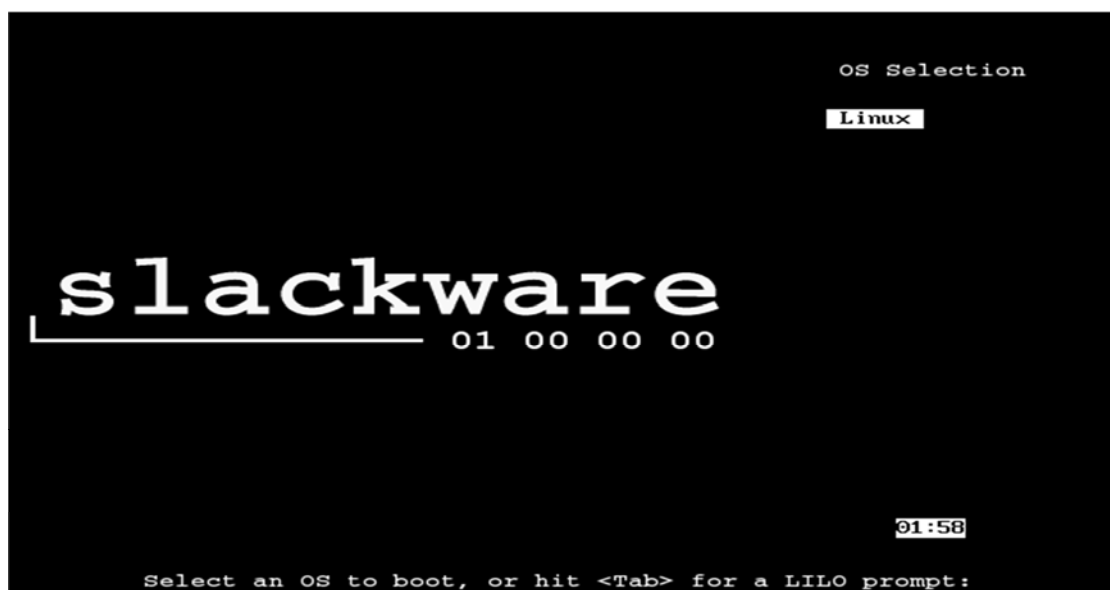 OS Selection
Linux
slackware
01 00 00 00
01:58
Select an OS to boot, or hit <Tab> for a LILO prompt: